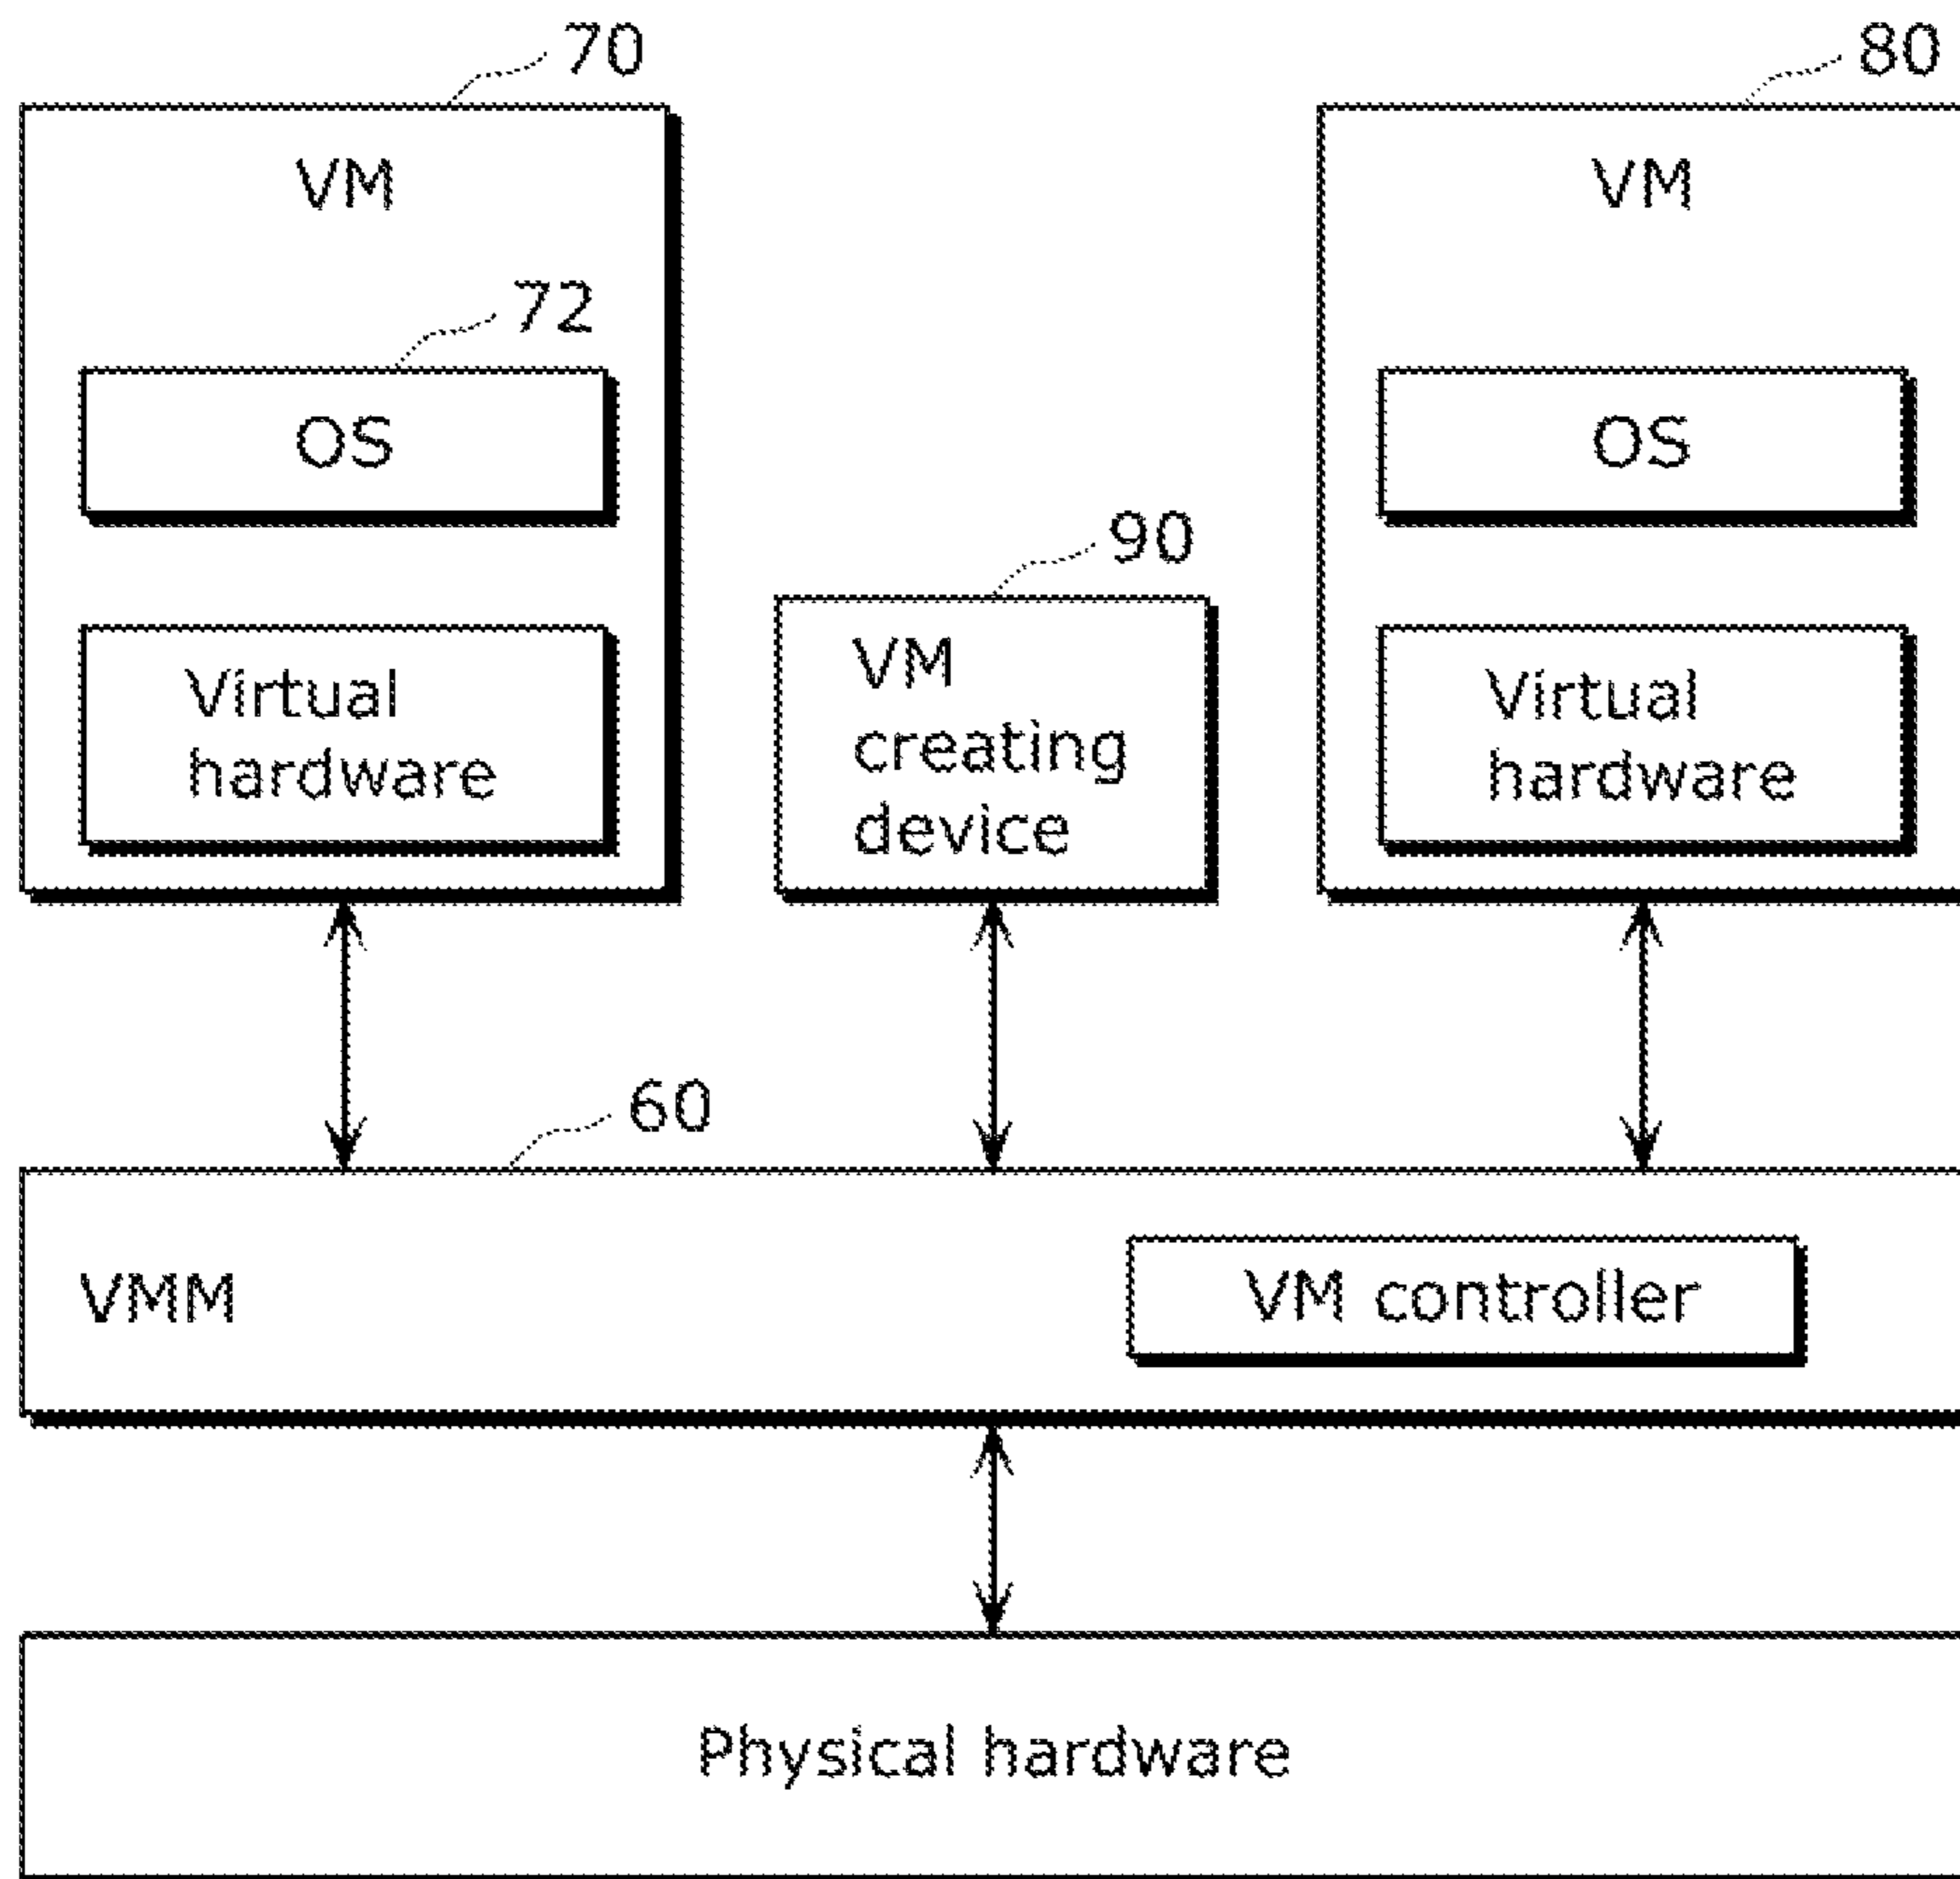 70
80
VM
VM
72
OS
OS
90
Virtual
hardware
VM
creating
device
Virtual
hardware
60
VMM
VM controller
Physical hardware